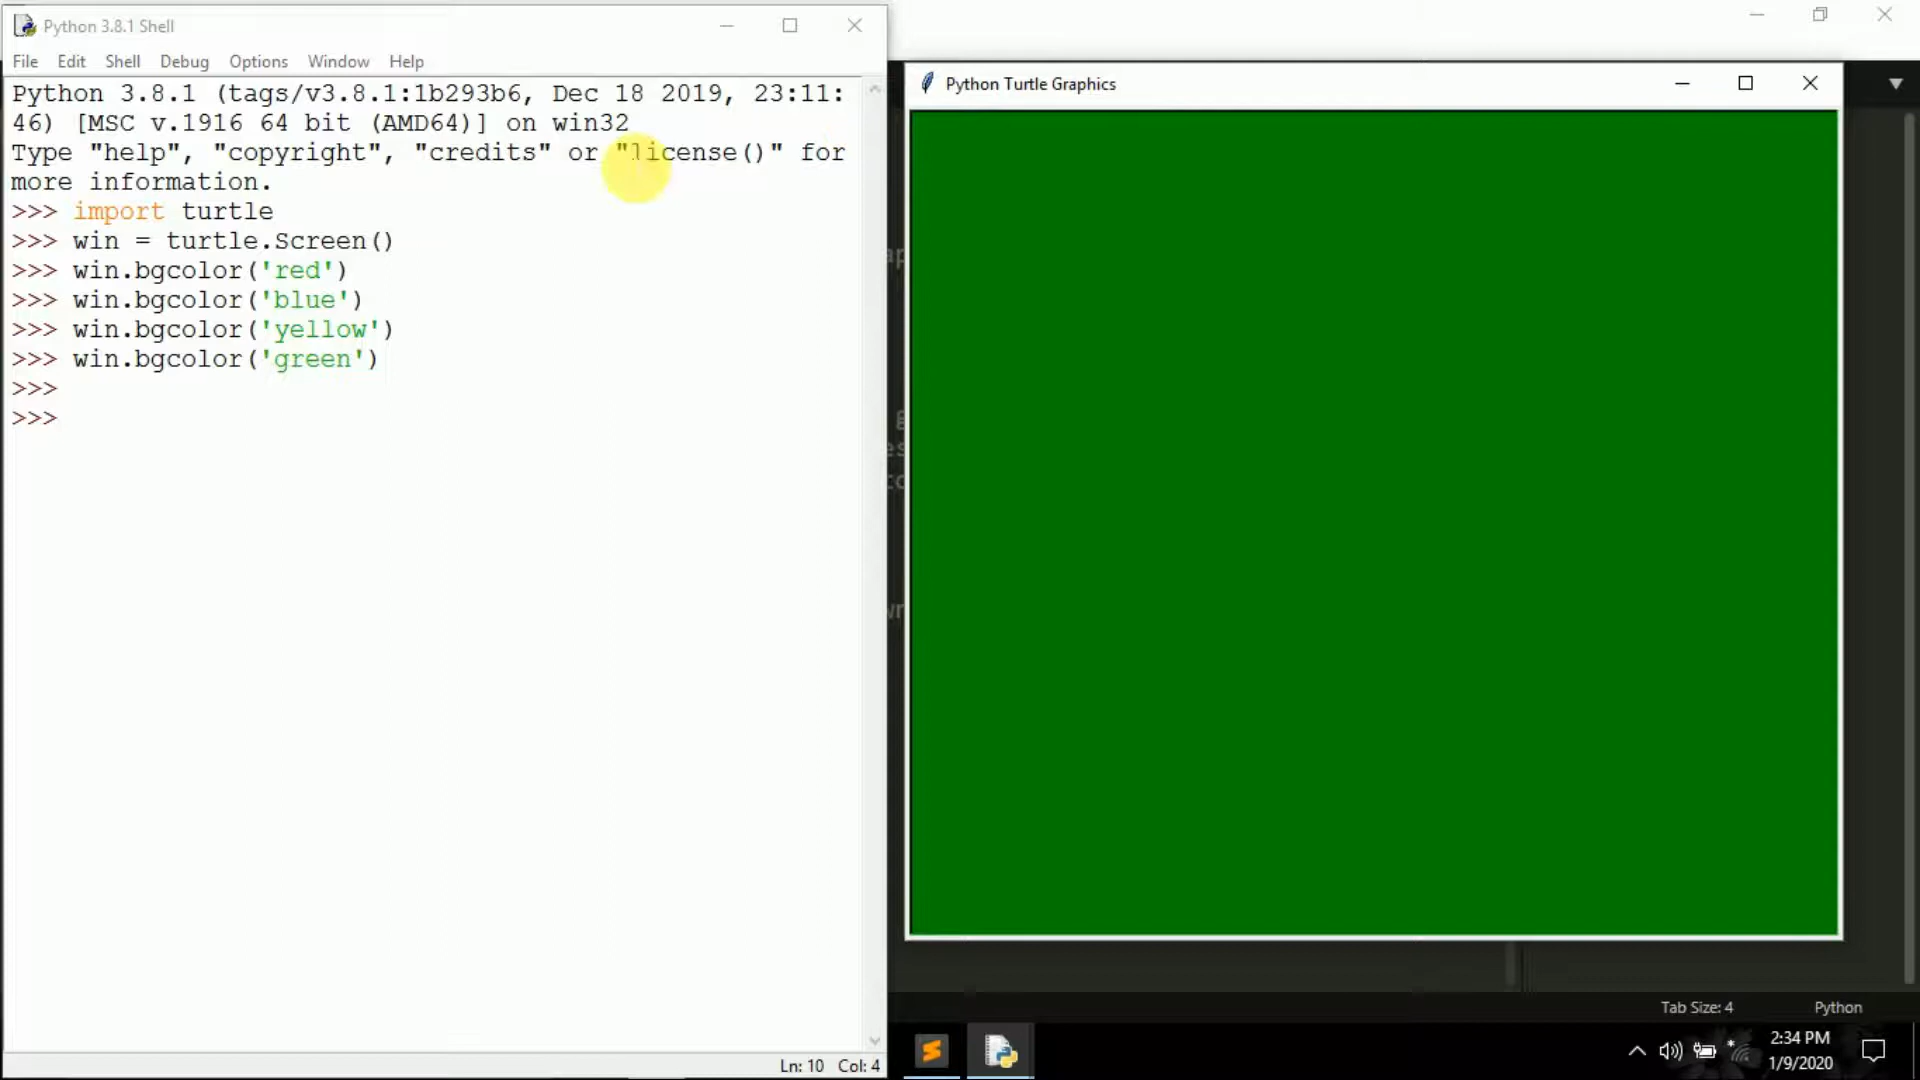 Python 3.8.1 Shell
File Edit Shell Debug Options Window Help
Python 3.8.1 (tags/v3.8.1:1b293b6, Dec 18 2019, 23:11:
46) [MSC v.1916 64 bit (AMD64)] on win32
Type "help", "copyright", "credits" or "license()" for
more information.
>>> import turtle
>>> win = turtle.Screen()
>>> win.bgcolor('red')
>>> win.bgcolor('blue')
>>> win.bgcolor('yellow')
>>> win.bgcolor('green')
>>>
>>>
Ln: 10 Col: 4
Python Turtle Graphics
Tab Size: 4 Python
2:34 PM
1/9/2020